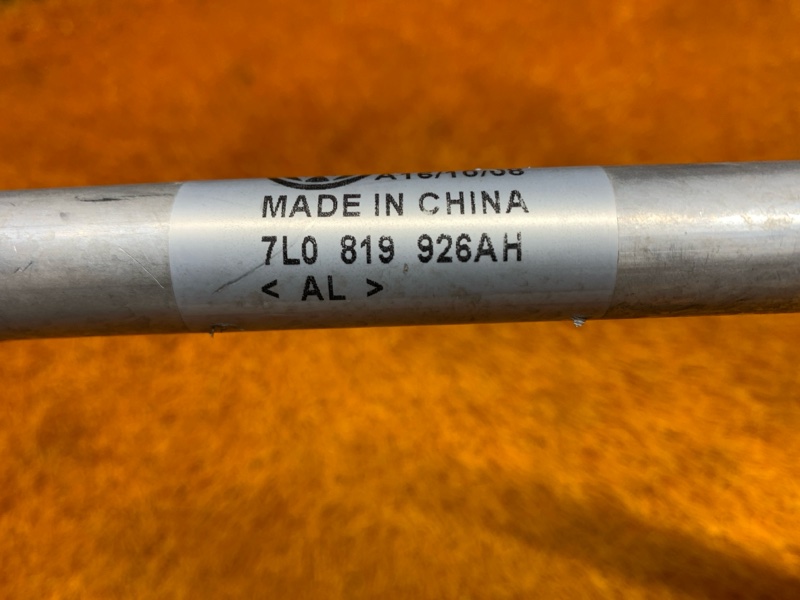 MADE IN CHINA
7L0 819 926AH
< AL >